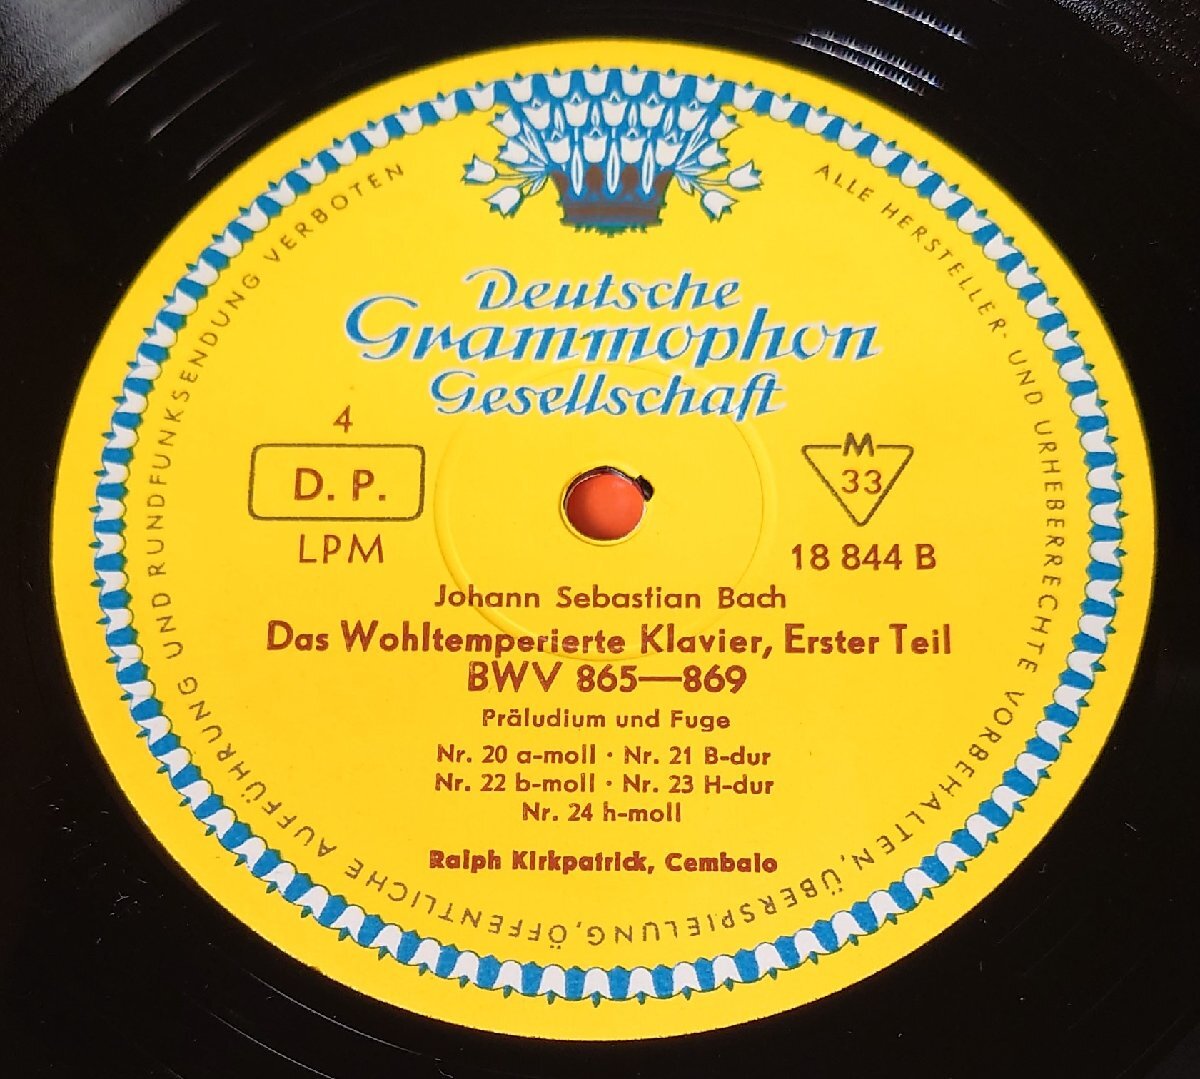 Deutsche
Grammophon
Gesellschaft
4
D. P.
LPM
M
33
18 844 B
Johann Sebastian Bach
Das Wohltemperierte Klavier, Erster Teil
BWV 865—869
Präludium und Fuge
Nr. 20 a-moll · Nr. 21 B-dur
Nr. 22 b-moll · Nr. 23 H-dur
Nr. 24 h-moll
Ralph Kirkpatrick, Cembalo
ALLE HERSTELLER- UND URHEBERRECHTE VORBEHALTEN, ÜBERSPIELUNG, ÖFFENTLICHE AUFFÜHRUNG UND RUNDFUNKSENDUNG VERBOTEN